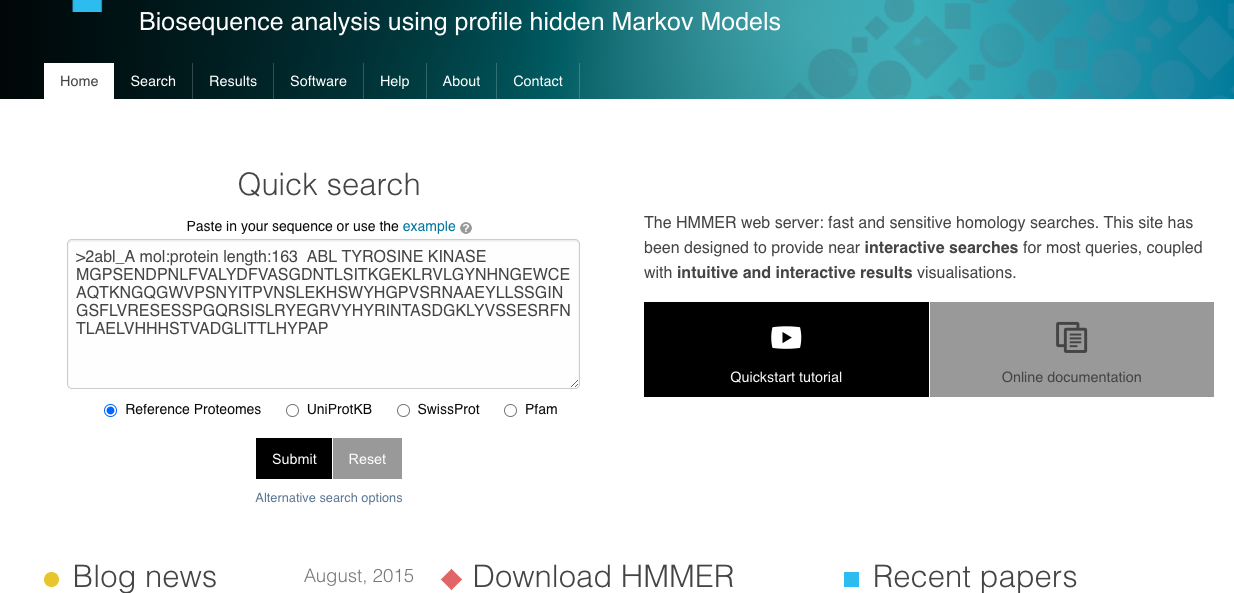 Biosequence analysis using profile hidden Markov Models
Home Search Results Software Help About Contact
Quick search
Paste in your sequence or use the example ?
>2abl_A mol:protein length:163  ABL TYROSINE KINASE
MGPSENDPNLFVALYDFVASGDNTLSITKGEKLRVLGYNHNGEWCE
AQTKNGQGWVPSNYITPVNSLEKHSWYHGPVSRNAAEYLLSSGIN
GSFLVRESESSPGQRSISLRYEGRVYHYRINTASDGKLYVSSESRFN
TLAELVHHHSTVADGLITTLHYPAP
Reference Proteomes UniProtKB SwissProt Pfam
Submit Reset
Alternative search options
The HMMER web server: fast and sensitive homology searches. This site has
been designed to provide near interactive searches for most queries, coupled
with intuitive and interactive results visualisations.
Quickstart tutorial
Online documentation
Blog news
August, 2015
Download HMMER
Recent papers